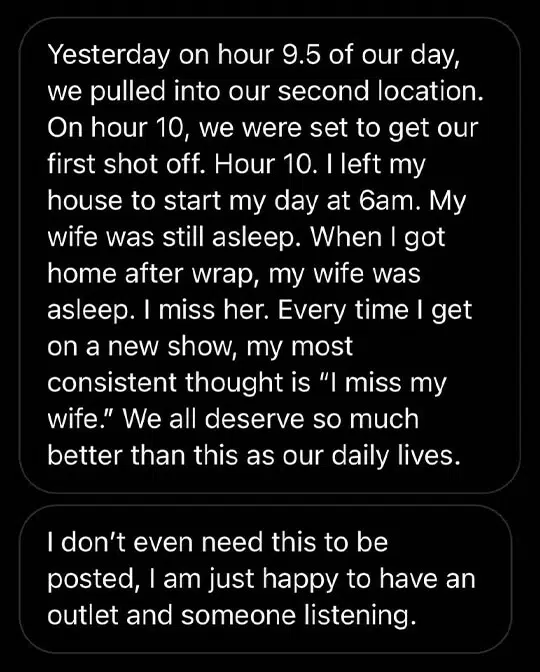 Yesterday on hour 9.5 of our day,
we pulled into our second location.
On hour 10, we were set to get our
first shot off. Hour 10. I left my
house to start my day at 6am. My
wife was still asleep. When I got
home after wrap, my wife was
asleep. I miss her. Every time I get
on a new show, my most
consistent thought is “I miss my
wife.” We all deserve so much
better than this as our daily lives.
I don’t even need this to be
posted, I am just happy to have an
outlet and someone listening.